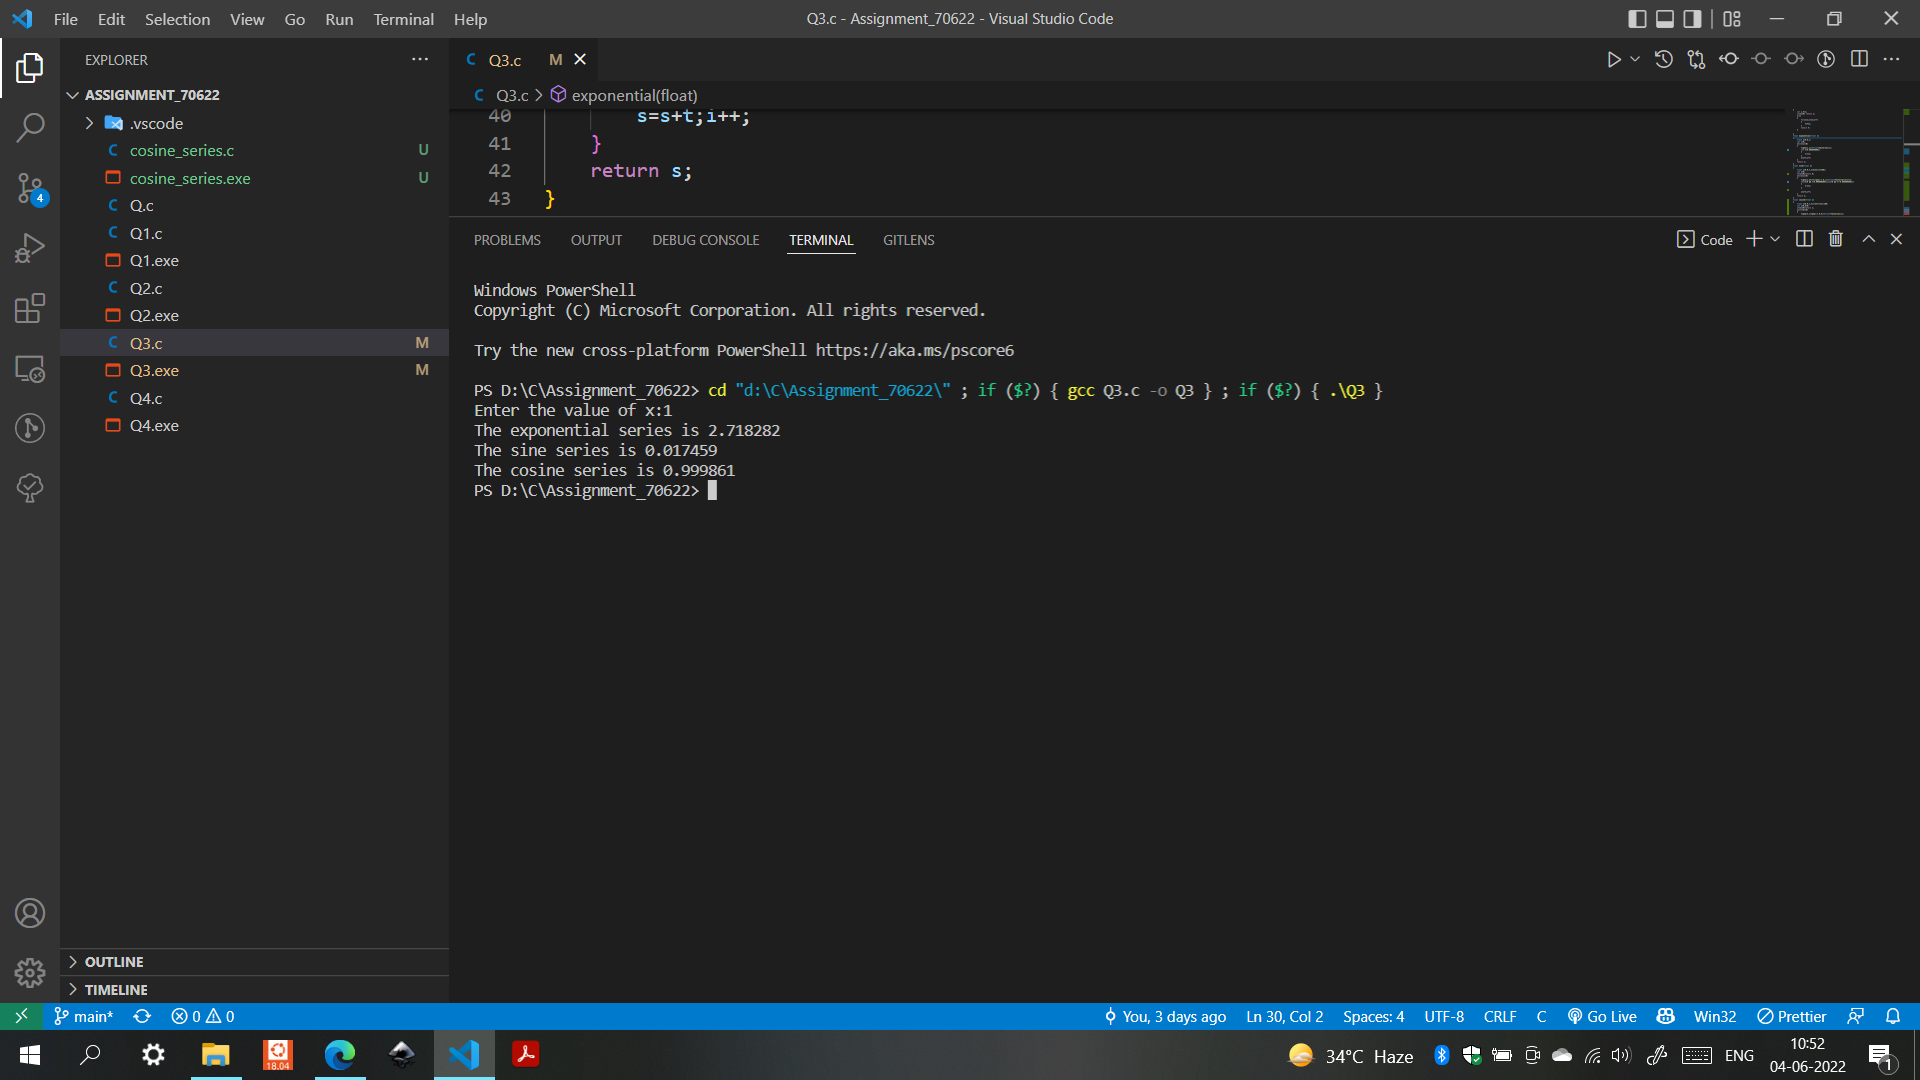 File Edit Selection View Go Run Terminal Help
Q3.c - Assignment_70622 - Visual Studio Code
EXPLORER
ASSIGNMENT_70622
.vscode
cosine_series.c U
cosine_series.exe U
Q.c
Q1.c
Q1.exe
Q2.c
Q2.exe
Q3.c M
Q3.exe M
Q4.c
Q4.exe
OUTLINE
TIMELINE
4
Q3.c M
Q3.c > exponential(float)
40 s=s+t;i++;
41 }
42 return s;
43 }
PROBLEMS OUTPUT DEBUG CONSOLE TERMINAL GITLENS
Code
Windows PowerShell
Copyright (C) Microsoft Corporation. All rights reserved.
Try the new cross-platform PowerShell https://aka.ms/pscore6
PS D:\C\Assignment_70622> cd "d:\C\Assignment_70622\" ; if ($?) { gcc Q3.c -o Q3 } ; if ($?) { .\Q3 }
Enter the value of x:1
The exponential series is 2.718282
The sine series is 0.017459
The cosine series is 0.999861
PS D:\C\Assignment_70622>
main* 0 0
You, 3 days ago Ln 30, Col 2 Spaces: 4 UTF-8 CRLF C Go Live Win32 Prettier
18.04
34°C Haze
ENG
10:52
04-06-2022
1